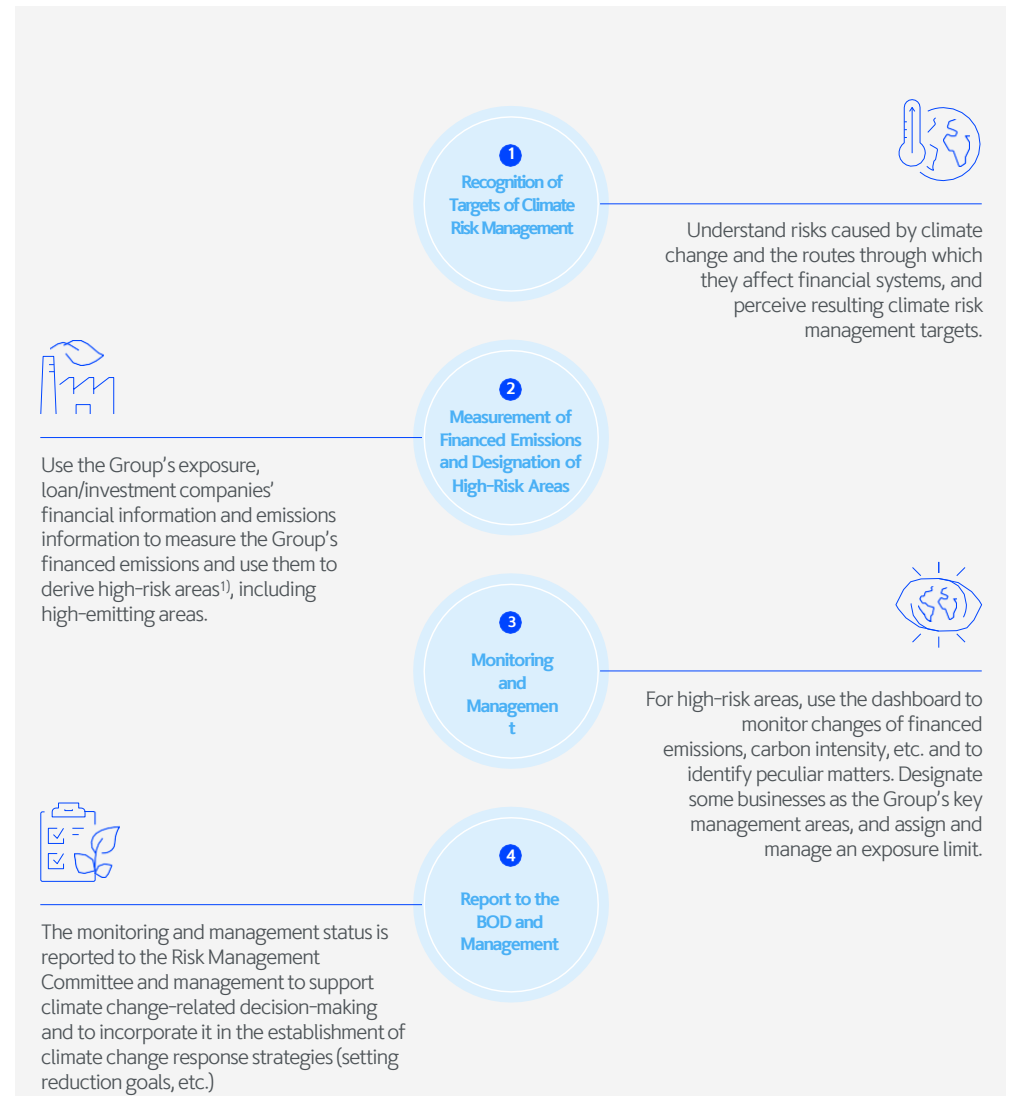 1
Recognition of
Targets of Climate
Risk Management
Understand risks caused by climate
change and the routes through which
they affect financial systems, and
perceive resulting climate risk
management targets.
2
Measurement of
Financed Emissions
and Designation of
High-Risk Areas
Use the Group's exposure,
loan/investment companies'
financial information and emissions
information to measure the Group's
financed emissions and use them to
derive high-risk areas1), including
high-emitting areas.
3
Monitoring
and
Managemen
t
For high-risk areas, use the dashboard to
monitor changes of financed
emissions, carbon intensity, etc. and to
identify peculiar matters. Designate
some businesses as the Group's key
management areas, and assign and
manage an exposure limit.
4
Report to the
BOD and
Management
The monitoring and management status is
reported to the Risk Management
Committee and management to support
climate change-related decision-making
and to incorporate it in the establishment of
climate change response strategies (setting
reduction goals, etc.)